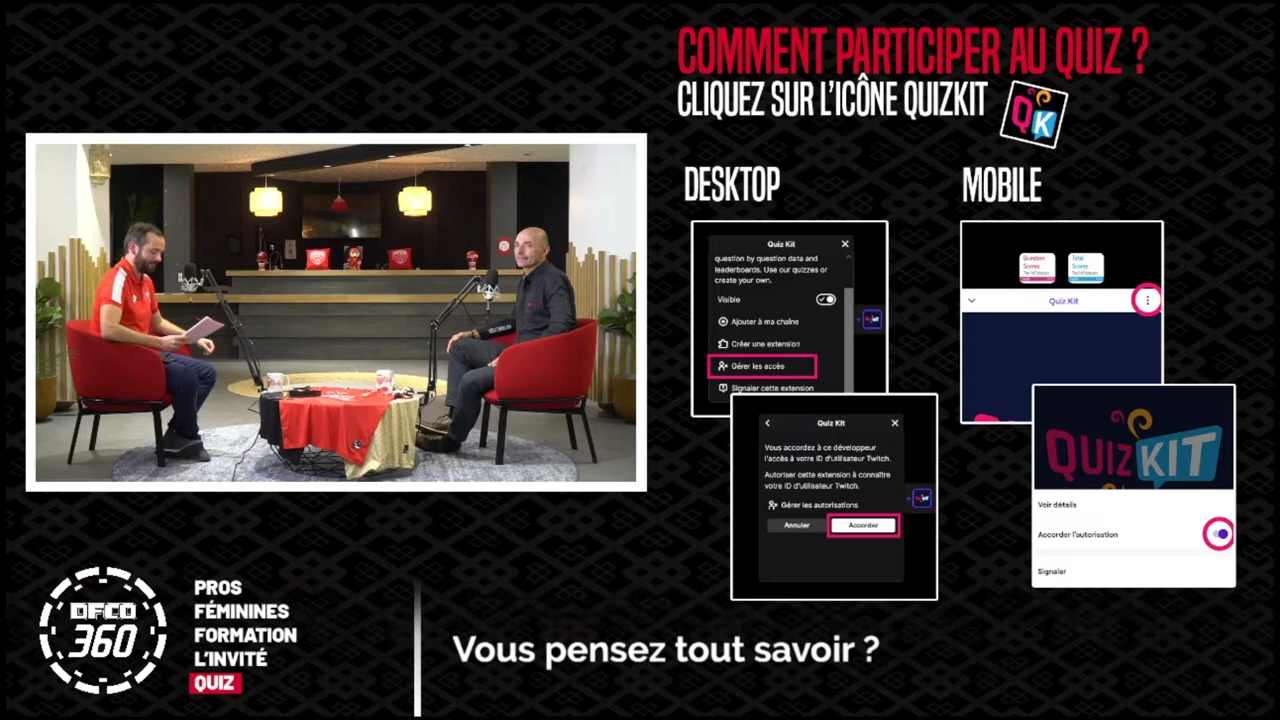 COMMENT PARTICIPER AU QUIZ ?
CLIQUEZ SUR L'ICÔNE QUIZKIT
QK
DESKTOP
Quiz Kit
question by question data and
leaderboards. Use our quizzes or
create your own.
Visible
Ajouter à ma chaîne
Créer une extension
Gérer les accès
Signaler cette extension
Quiz Kit
Vous accordez à ce développeur
l'accès à votre ID d'utilisateur Twitch.
Autoriser cette extension à connaître
votre ID d'utilisateur Twitch.
Gérer les autorisations
Annuler
Accorder
MOBILE
Question
Scores
Total
Scores
Quiz Kit
QUIZKIT
Voir détails
Accorder l'autorisation
Signaler
DFCO
360
PROS
FÉMININES
FORMATION
L'INVITÉ
QUIZ
Vous pensez tout savoir ?